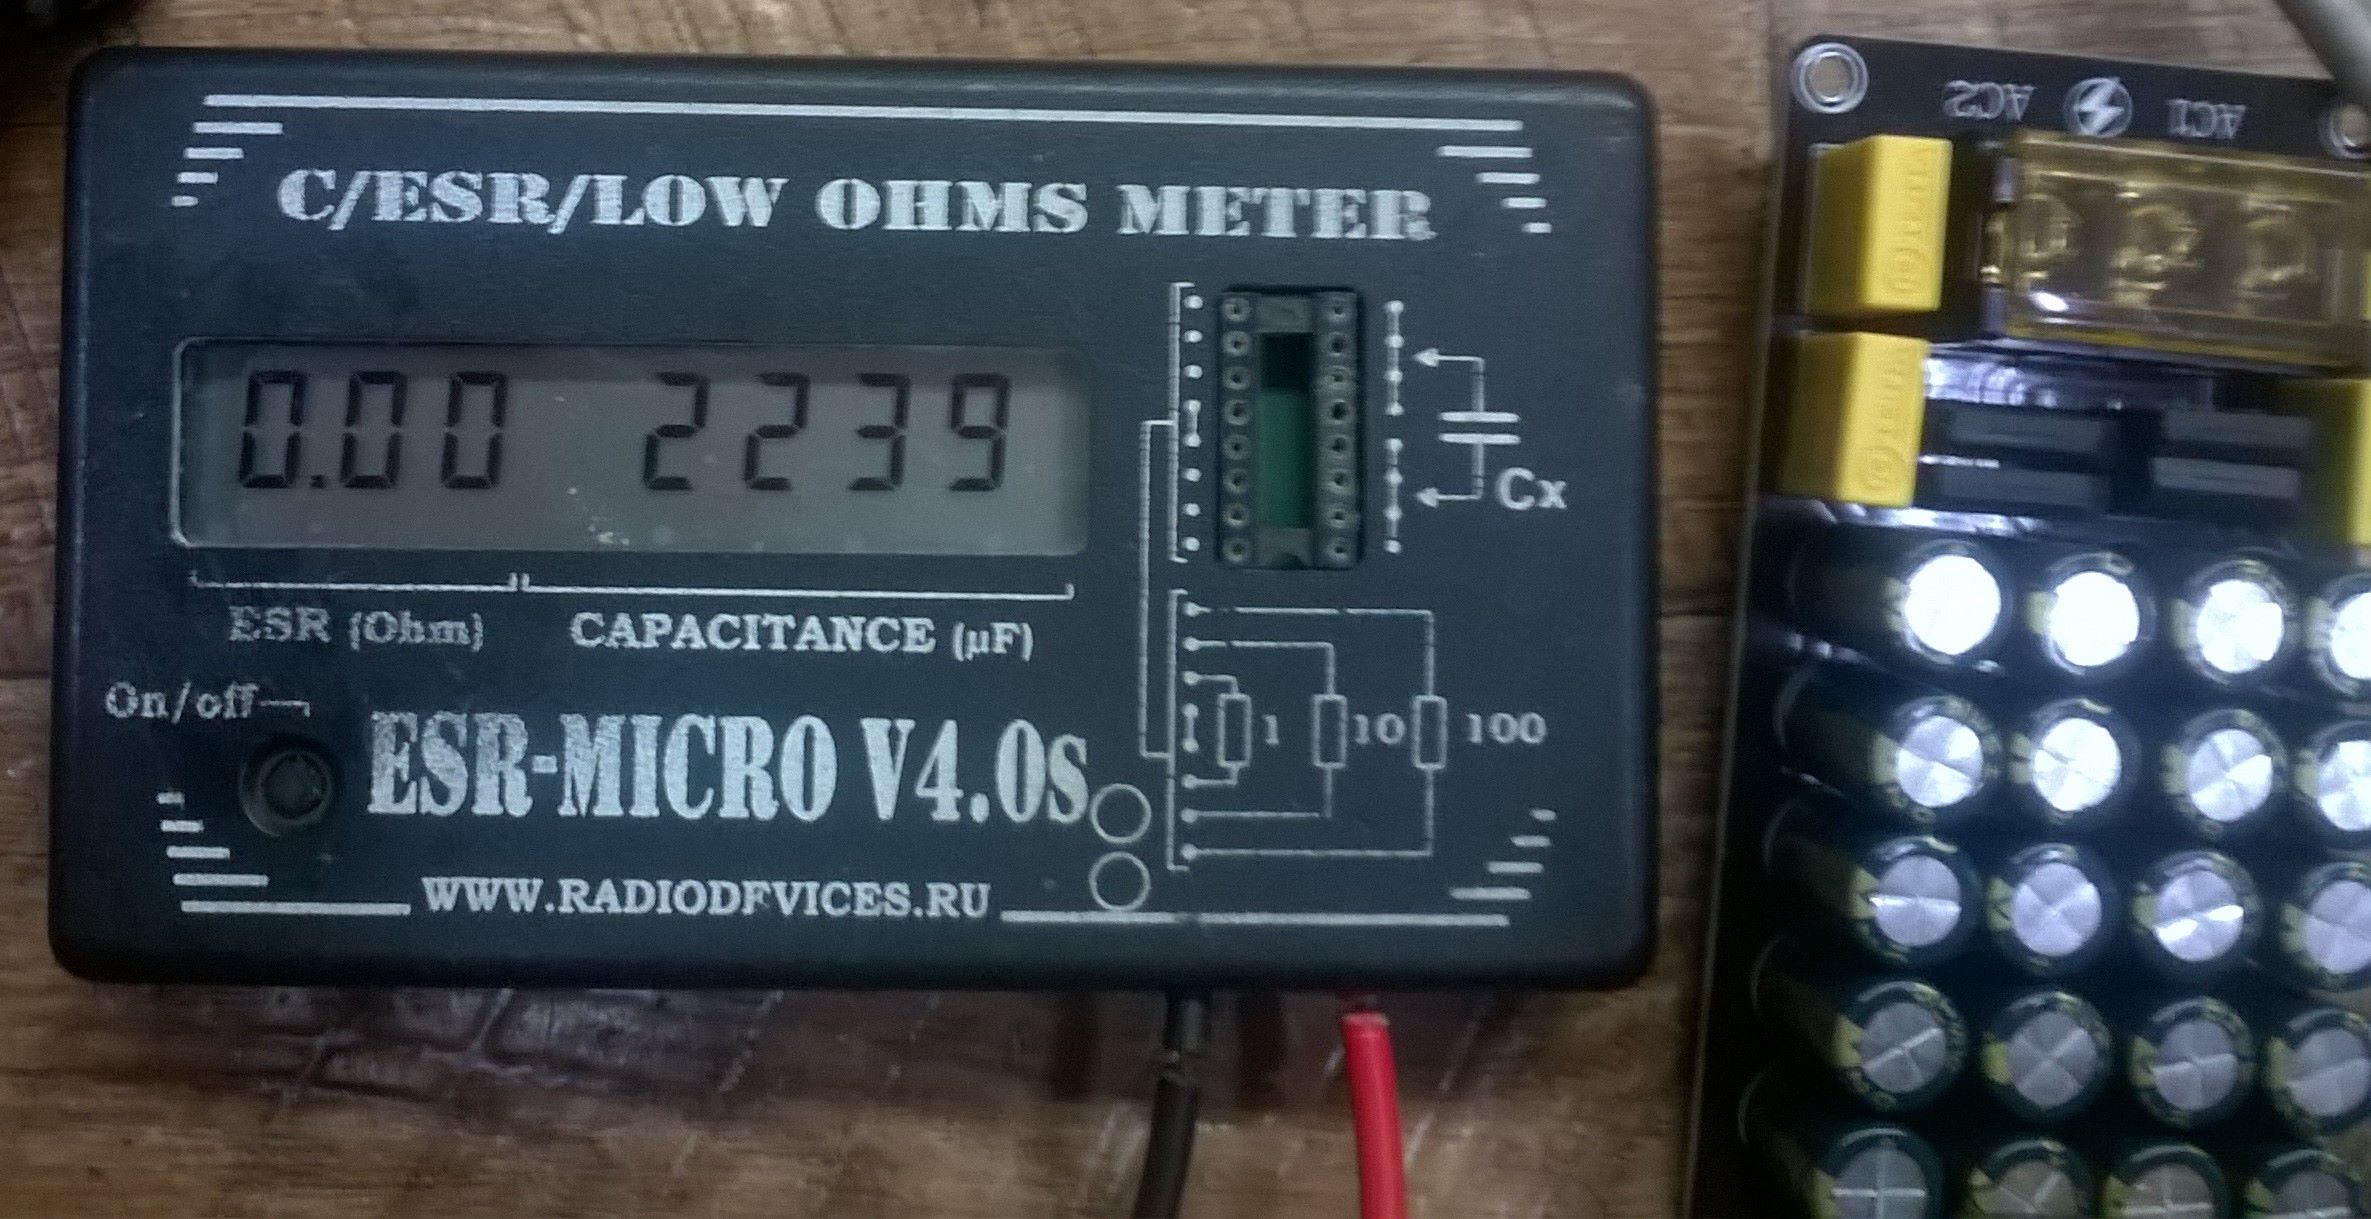 C/ESR/LOW OHMS METER
0.00 2239
ESR (Ohm) CAPACITANCE (µF)
Cx
On/off
ESR-MICRO V4.0s
1 10 100
WWW.RADIODEVICES.RU
AC2 AC1